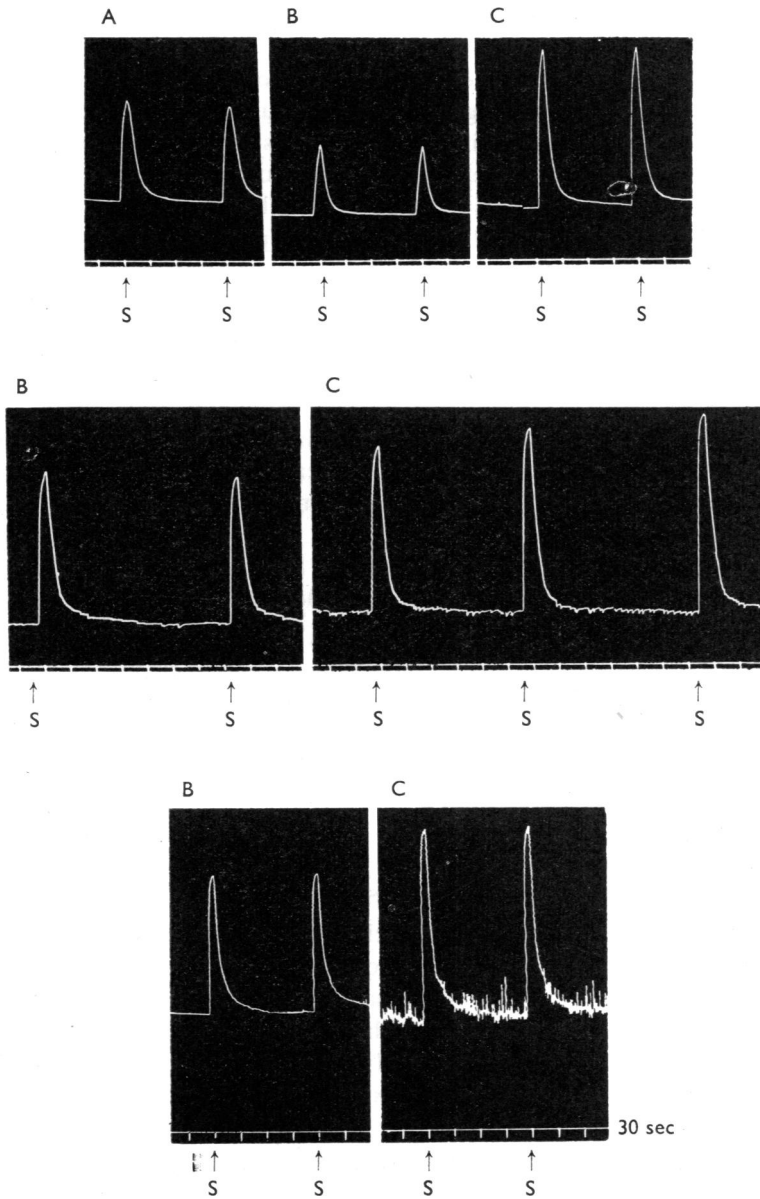 A B C
↑ ↑ ↑ ↑ ↑ ↑
S S S S S S
B C
↑ ↑ ↑ ↑ ↑
S S S S S
B C
30 sec
↑ ↑ ↑ ↑
S S S S